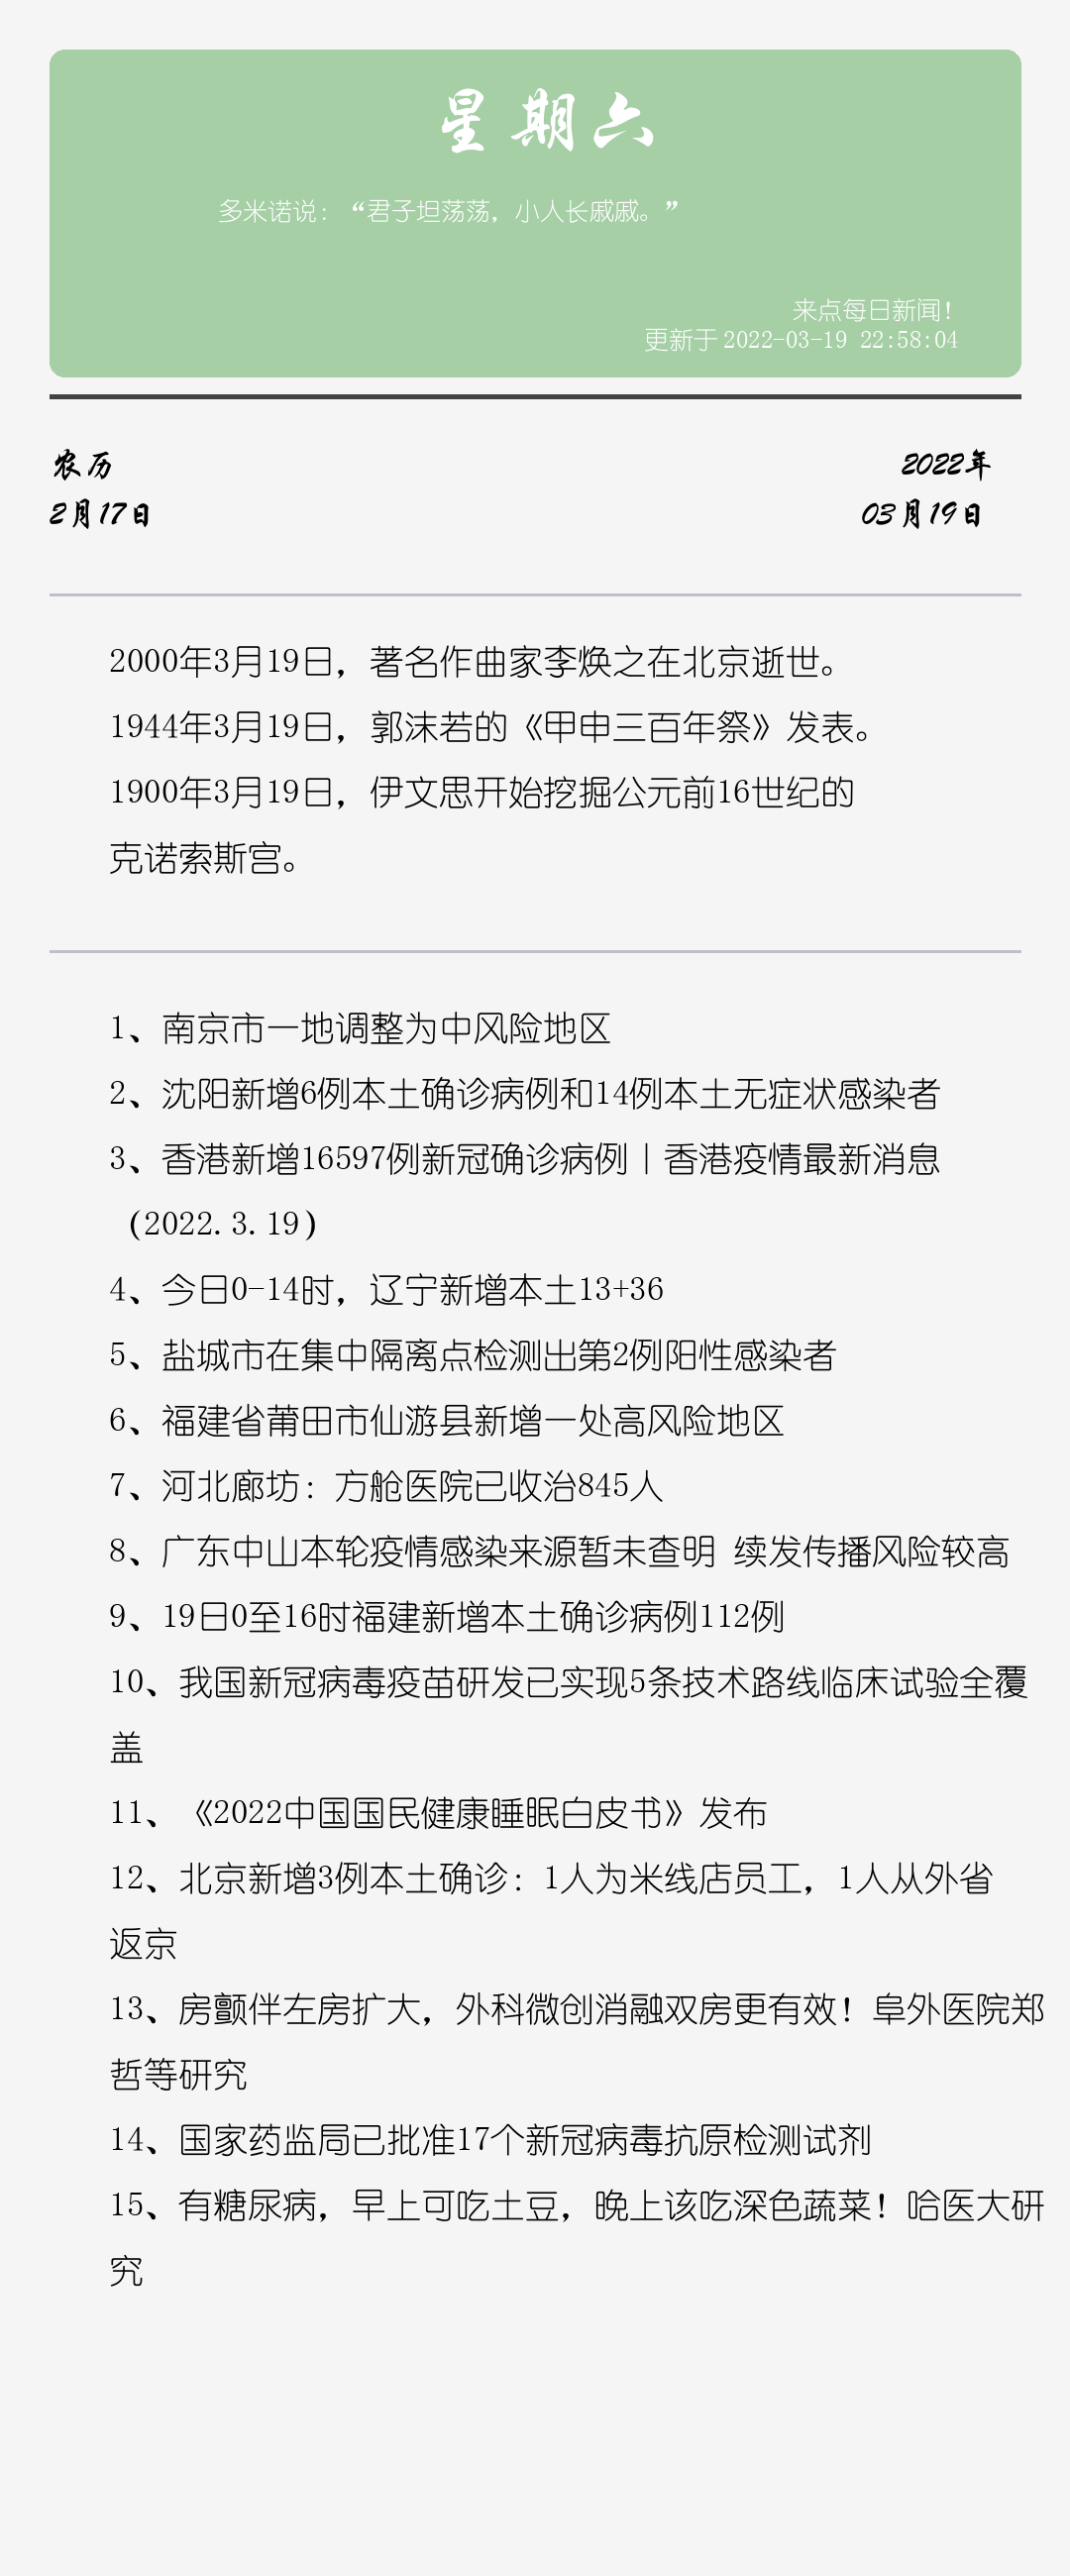 星期六
多米诺说：“君子坦荡荡，小人长戚戚。”
来点每日新闻！
更新于 2022-03-19 22:58:04
农历
2022年
2月17日
03月19日
2000年3月19日，著名作曲家李焕之在北京逝世。
1944年3月19日，郭沫若的《甲申三百年祭》发表。
1900年3月19日，伊文思开始挖掘公元前16世纪的
克诺索斯宫。
1、南京市一地调整为中风险地区
2、沈阳新增6例本土确诊病例和14例本土无症状感染者
3、香港新增16597例新冠确诊病例丨香港疫情最新消息
（2022.3.19）
4、今日0-14时，辽宁新增本土13+36
5、盐城市在集中隔离点检测出第2例阳性感染者
6、福建省莆田市仙游县新增一处高风险地区
7、河北廊坊：方舱医院已收治845人
8、广东中山本轮疫情感染来源暂未查明 续发传播风险较高
9、19日0至16时福建新增本土确诊病例112例
10、我国新冠病毒疫苗研发已实现5条技术路线临床试验全覆
盖
11、《2022中国国民健康睡眠白皮书》发布
12、北京新增3例本土确诊：1人为米线店员工，1人从外省
返京
13、房颤伴左房扩大，外科微创消融双房更有效！阜外医院郑
哲等研究
14、国家药监局已批准17个新冠病毒抗原检测试剂
15、有糖尿病，早上可吃土豆，晚上该吃深色蔬菜！哈医大研
究